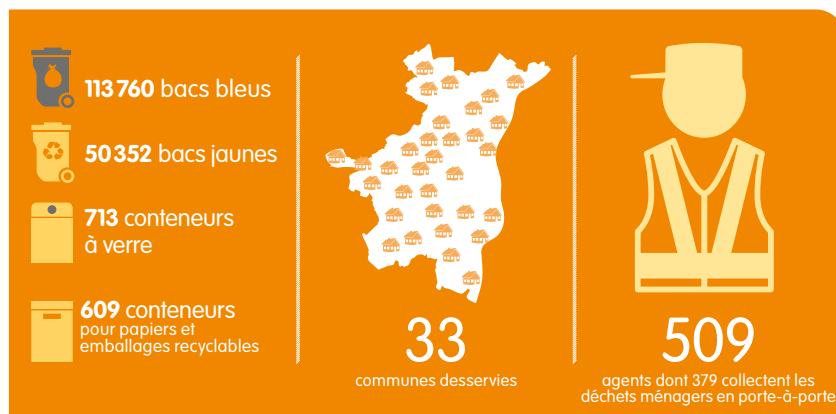 113 760 bacs bleus
50 352 bacs jaunes
713 conteneurs
à verre
609 conteneurs
pour papiers et
emballages recyclables
33
communes desservies
509
agents dont 379 collectent les
déchets ménagers en porte-à-porte